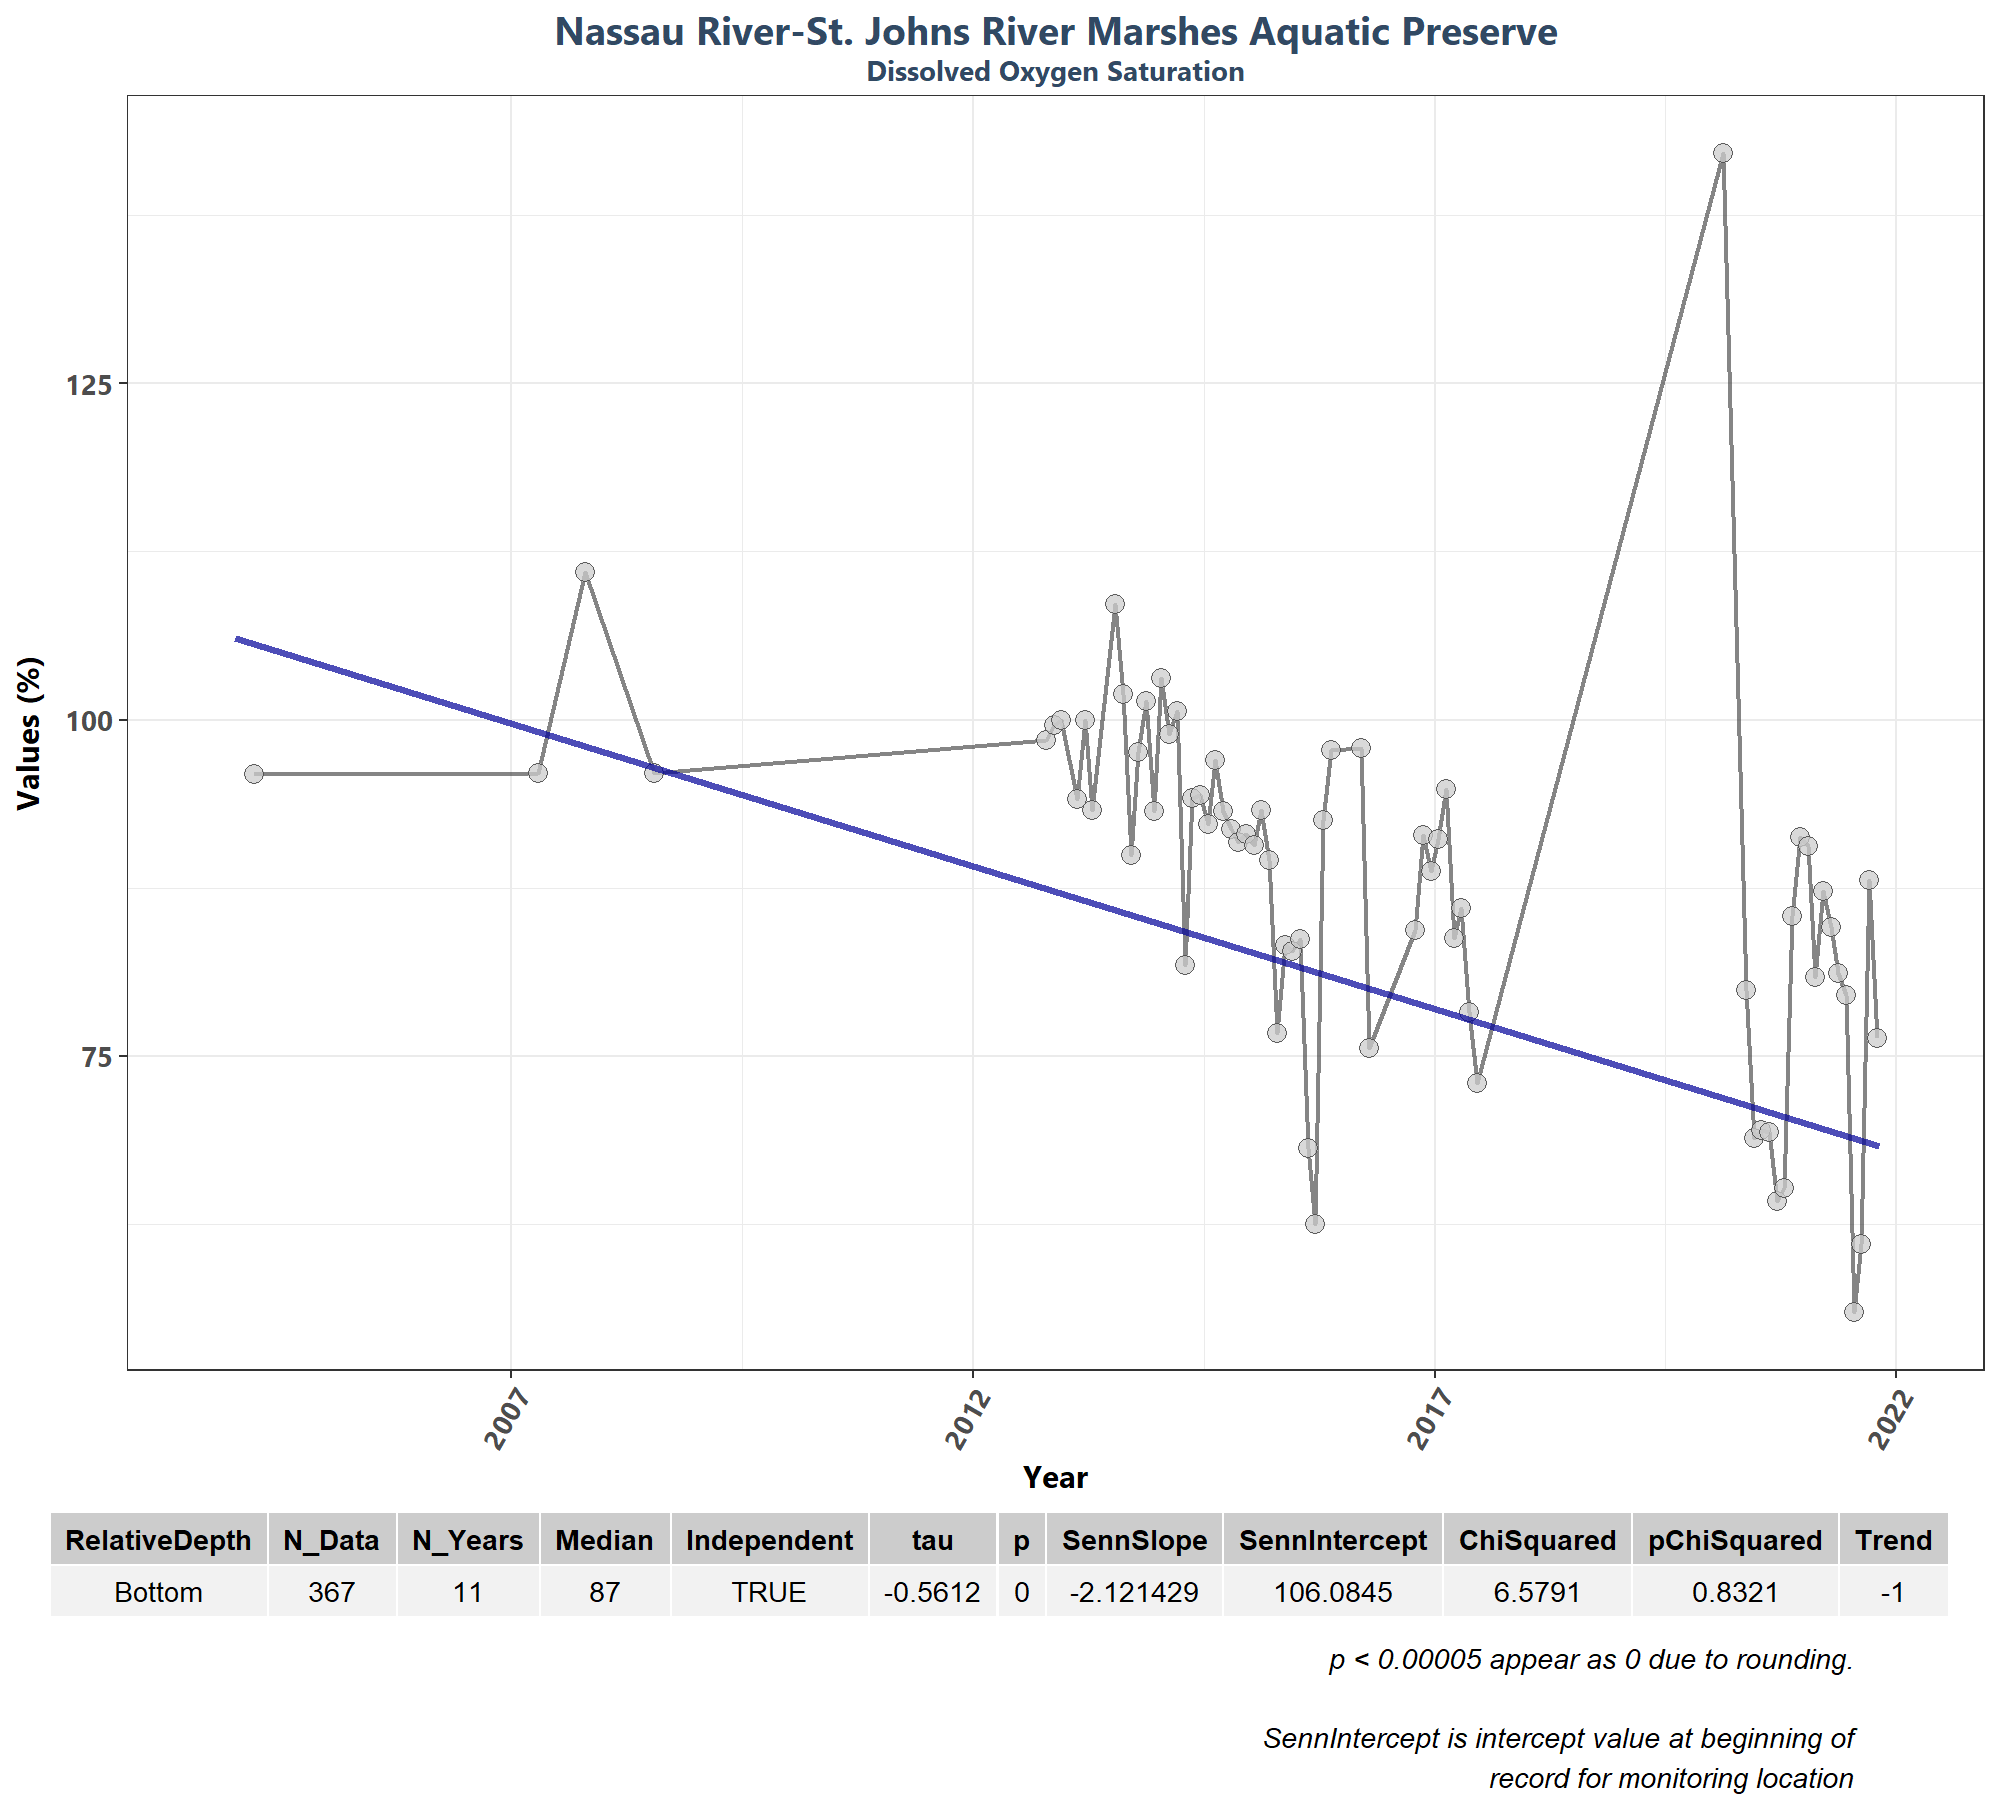 Nassau River-St. Johns River Marshes Aquatic Preserve
Dissolved Oxygen Saturation
Values (%)
125
100
75
2007
2012
2017
2022
Year
RelativeDepth N_Data N_Years Median Independent tau p SennSlope SennIntercept ChiSquared pChiSquared Trend
Bottom 367 11 87 TRUE -0.5612 0 -2.121429 106.0845 6.5791 0.8321 -1
p < 0.00005 appear as 0 due to rounding.
SennIntercept is intercept value at beginning of
record for monitoring location